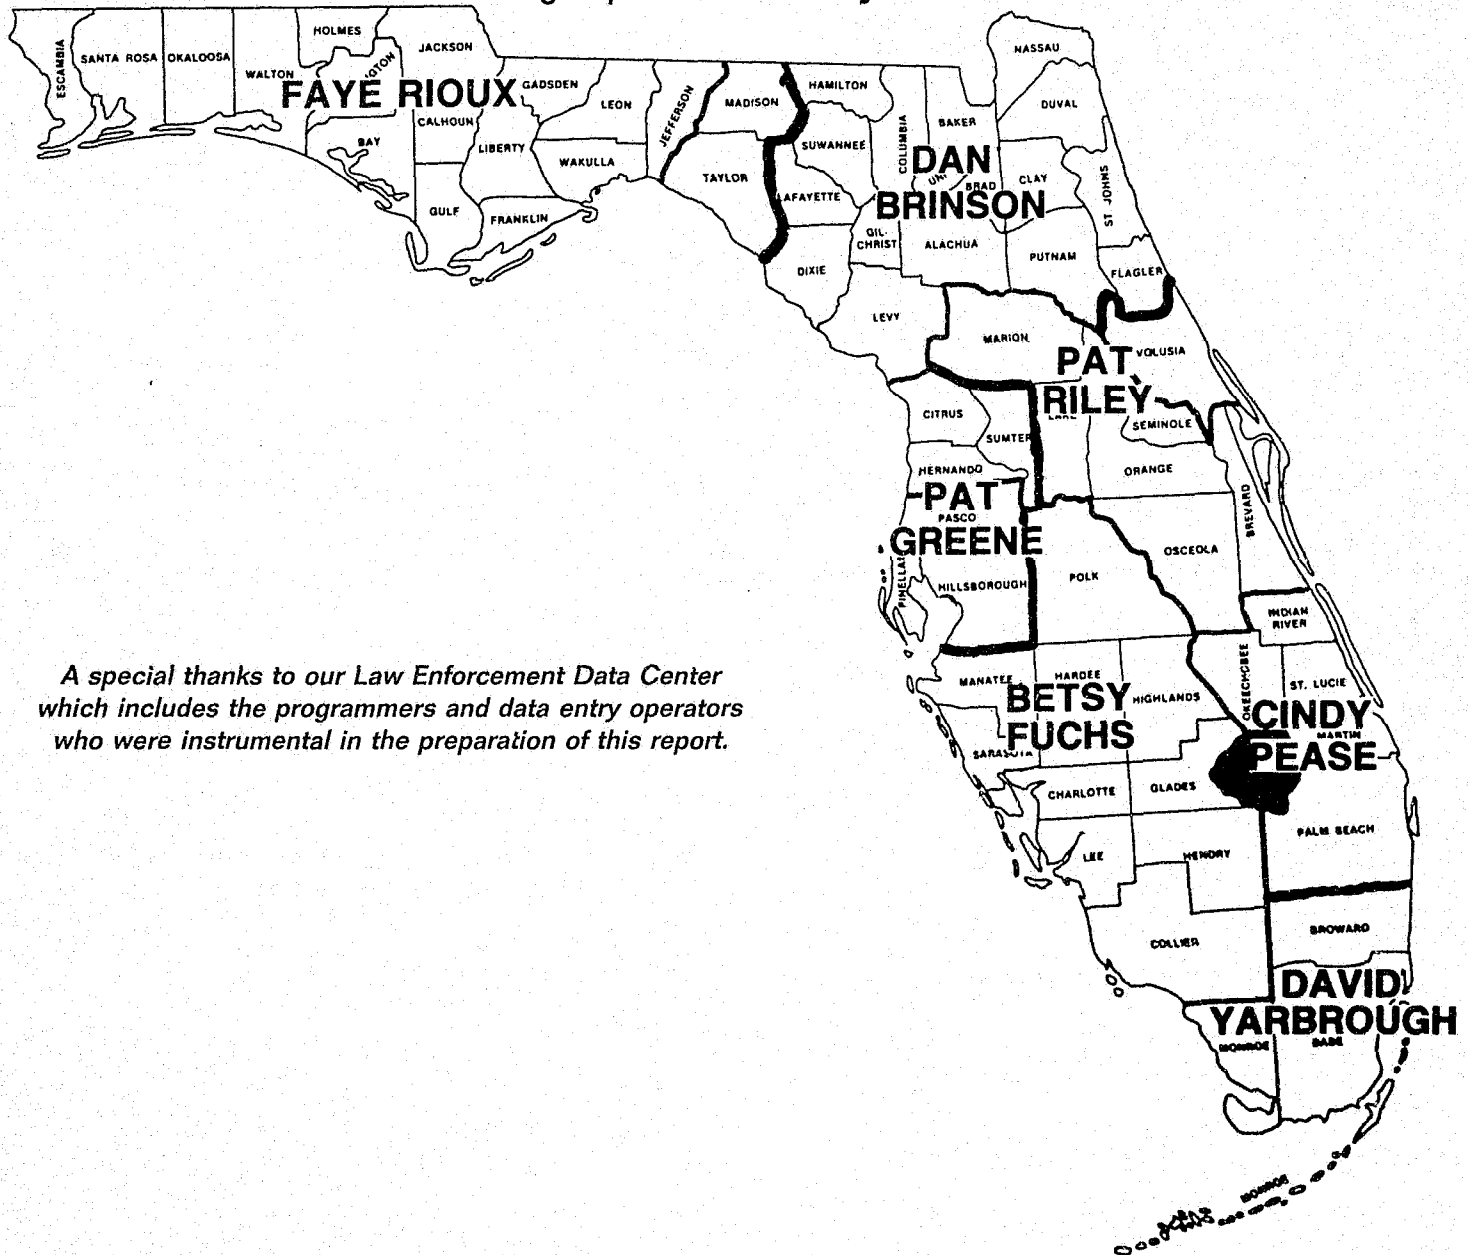 HOLMES
JACKSON
ESCAMBIA
SANTA ROSA
OKALOOSA
WALTON
FAYE RIOUX
GADSDEN
LEON
JEFFERSON
MADISON
HAMILTON
NASSAU
DUVAL
BAKER
COLUMBIA
CALHOUN
BAY
LIBERTY
WAKULLA
TAYLOR
SUWANNEE
LAFAYETTE
GULF
FRANKLIN
DAN
BRINSON
BRAD
CLAY
ST JOHNS
GIL-
CHRIST
ALACHUA
PUTNAM
FLAGLER
DIXIE
LEVY
MARION
PAT
RILEY
VOLUSIA
CITRUS
SUMTER
SEMINOLE
ORANGE
HERNANDO
PAT
GREENE
PASCO
BREVARD
OSCEOLA
PINELLAS
HILLSBOROUGH
POLK
INDIAN
RIVER
A special thanks to our Law Enforcement Data Center
which includes the programmers and data entry operators
who were instrumental in the preparation of this report.
MANATEE
HARDEE
HIGHLANDS
OKEECHOBEE
ST. LUCIE
BETSY
FUCHS
CINDY
PEASE
MARTIN
SARASOTA
CHARLOTTE
GLADES
PALM BEACH
LEE
HENDRY
BROWARD
COLLIER
DAVID
YARBROUGH
MONROE
DADE
MONROE